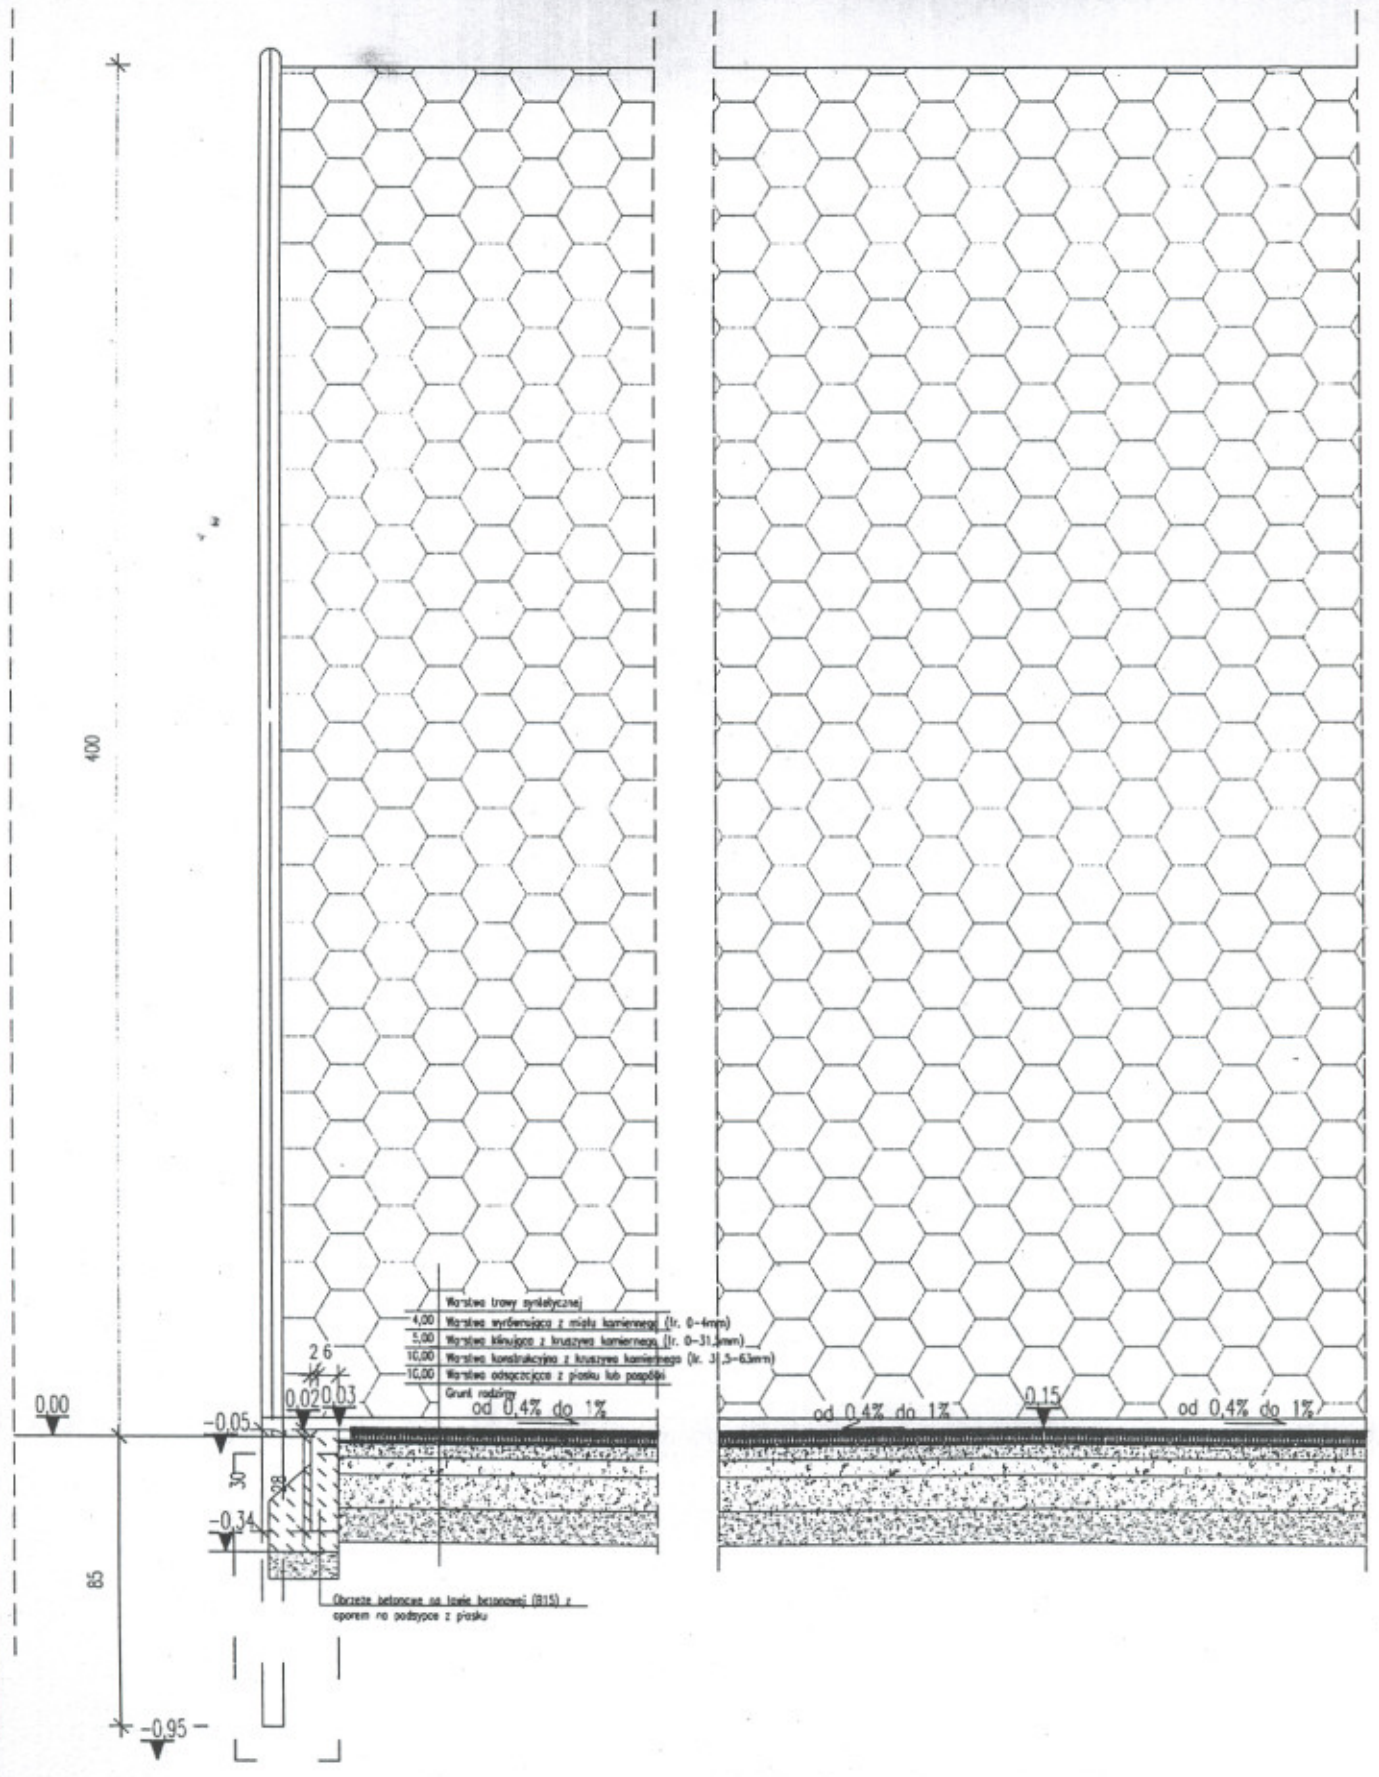 400
Warstwa trawy syntetycznej
4,00 Warstwa wyrównująca z miału kamiennego (fr. 0-4mm)
5,00 Warstwa klinująca z kruszywa kamiennego (fr. 0-31,5mm)
10,00 Warstwa konstrukcyjna z kruszywa kamiennego (fr. 31,5-63mm)
10,00 Warstwa odsączająca z piasku lub pospółki
Grunt rodzimy
2 6
0,02 0,03
0,00
-0,05
od 0,4% do 1%
od 0,4% do 1%
0,15
od 0,4% do 1%
30
28
-0,34
85
Obrzeże betonowe na ławie betonowej (B15) z
oporem na podsypce z piasku
-0,95